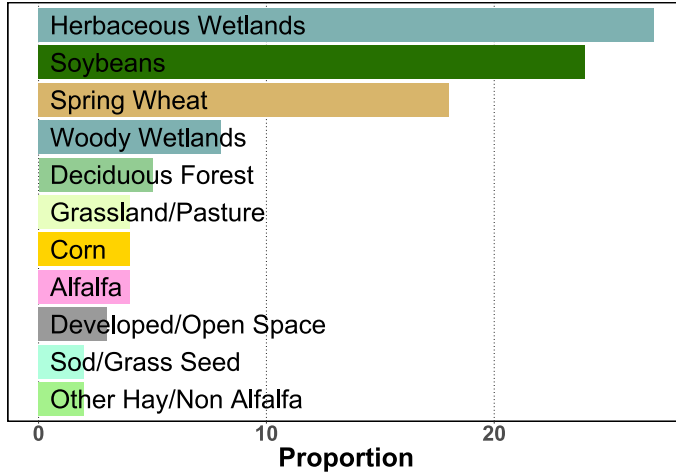 Herbaceous Wetlands
Soybeans
Spring Wheat
Woody Wetlands
Deciduous Forest
Grassland/Pasture
Corn
Alfalfa
Developed/Open Space
Sod/Grass Seed
Other Hay/Non Alfalfa
0 10 20
Proportion